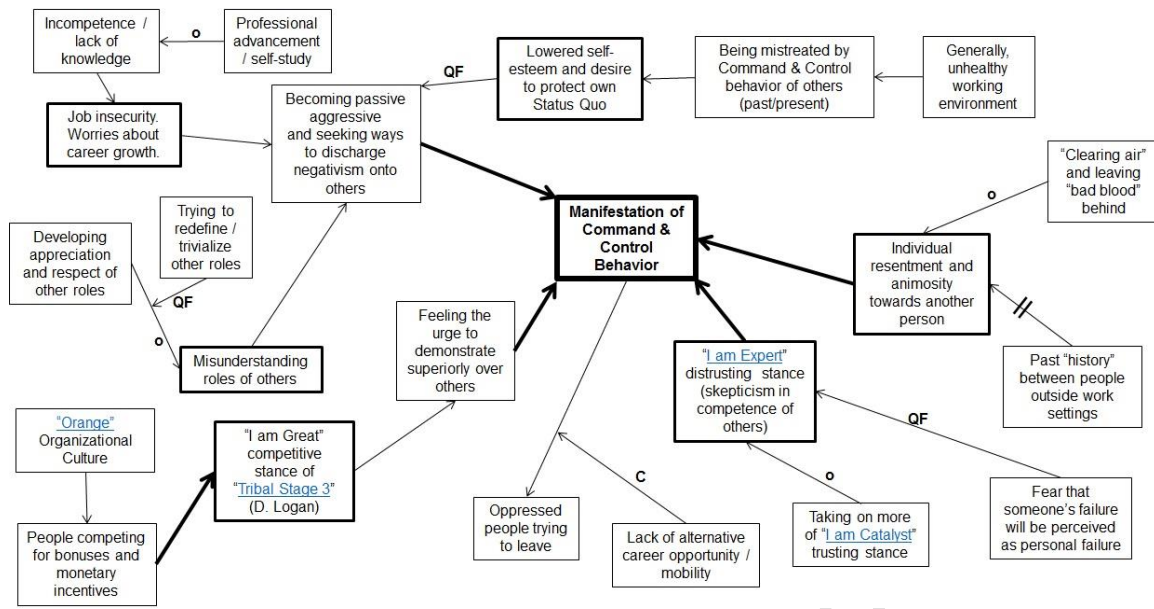 Incompetence /
lack of
knowledge
o
Professional
advancement
/ self-study
Job insecurity.
Worries about
career growth.
Becoming passive
aggressive
and seeking ways
to discharge
negativism onto
others
QF
Lowered self-
esteem and desire
to protect own
Status Quo
Being mistreated by
Command & Control
behavior of others
(past/present)
Generally,
unhealthy
working
environment
"Clearing air"
and leaving
"bad blood"
behind
o
Individual
resentment and
animosity
towards another
person
Past "history"
between people
outside work
settings
Manifestation of
Command &
Control
Behavior
Developing
appreciation
and respect of
other roles
Trying to
redefine /
trivialize
other roles
QF
o
Misunderstanding
roles of others
Feeling the
urge to
demonstrate
superiorly over
others
"Orange"
Organizational
Culture
People competing
for bonuses and
monetary
incentives
"I am Great"
competitive
stance of
"Tribal Stage 3"
(D. Logan)
Oppressed
people trying
to leave
C
Lack of alternative
career opportunity /
mobility
"I am Expert"
distrusting stance
(skepticism in
competence of
others)
o
Taking on more
of "I am Catalyst"
trusting stance
QF
Fear that
someone's failure
will be perceived
as personal failure